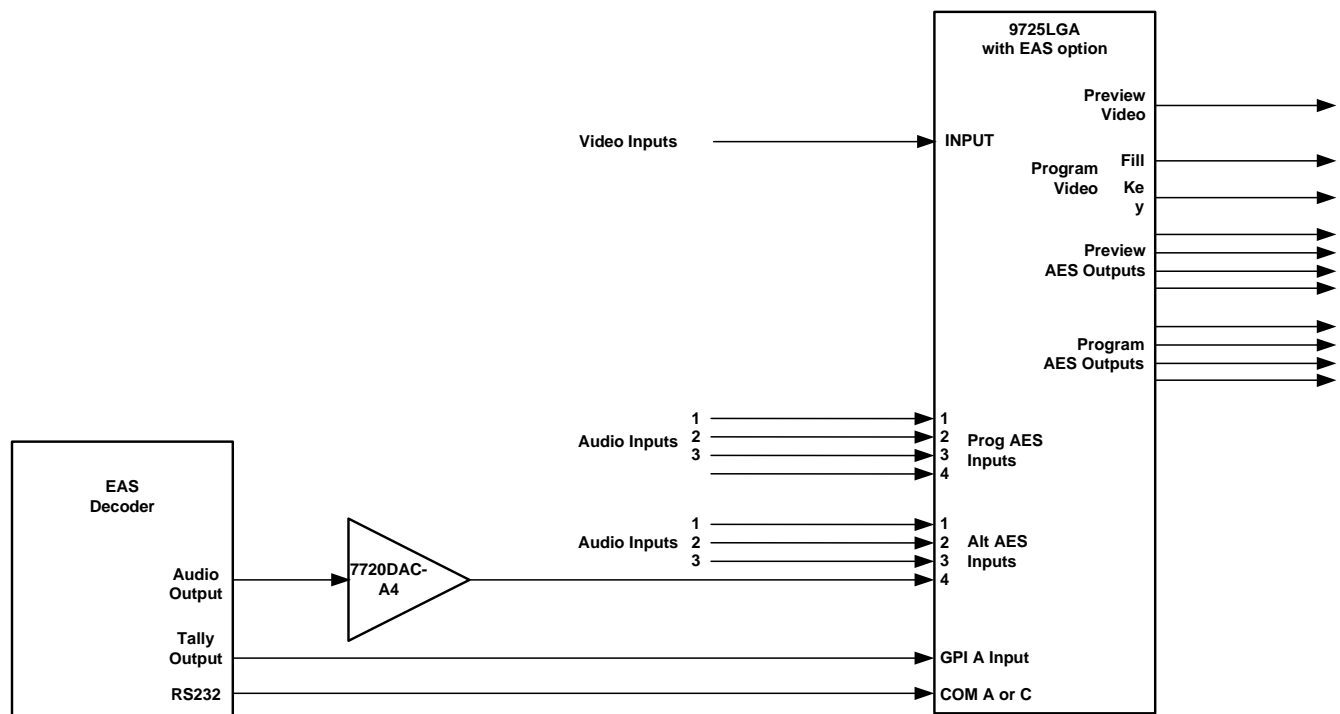 9725LGA
with EAS option
Preview
Video
Video Inputs
INPUT
Program
Video
Fill
Ke
y
Preview
AES Outputs
Program
AES Outputs
Audio Inputs
1
2
3
1
2
3
4
Prog AES
Inputs
Audio Inputs
1
2
3
1
2
3
4
Alt AES
Inputs
EAS
Decoder
Audio
Output
7720DAC-
A4
Tally
Output
GPI A Input
RS232
COM A or C